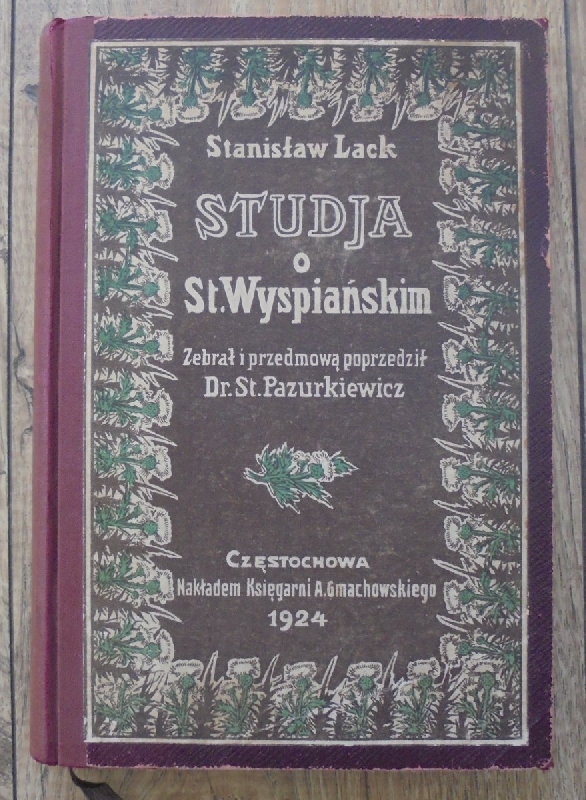 Stanisław Lack
STUDJA
o
St. Wyspiańskim
Zebrał i przedmową poprzedził
Dr. St. Pazurkiewicz
CZĘSTOCHOWA
Nakładem Księgarni A. Gmachowskiego
1924